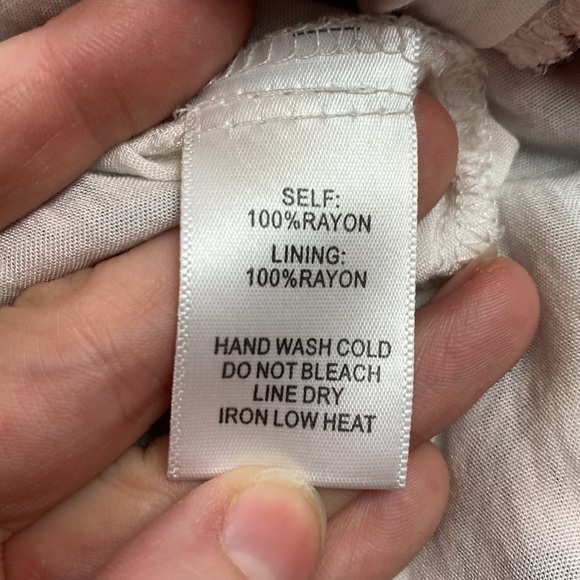 SELF:
100%RAYON
LINING:
100%RAYON
HAND WASH COLD
DO NOT BLEACH
LINE DRY
IRON LOW HEAT